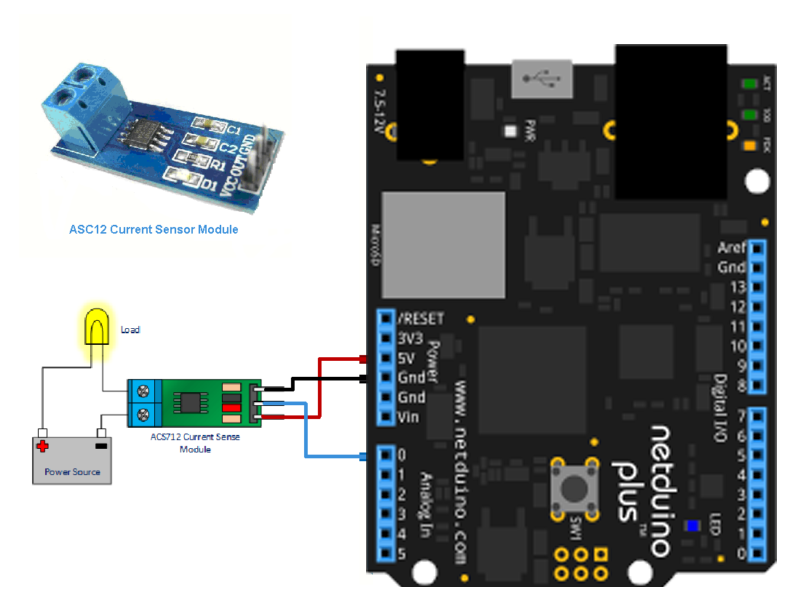 C1
C2
R1
D1
VCC OUT GND
ASC12 Current Sensor Module
Load
ACS712 Current Sense
Module
Power Source
7.5-12V
PWR
ACT
MicroSD
/RESET
3V3
5V
Gnd
Gnd
Vin
Power
0
1
2
3
4
5
Analog In
www.netduino.com
Aref
Gnd
13
12
11
10
9
8
7
6
5
4
3
2
1
0
Digital I/O
netduino
plus™
SW1
LED